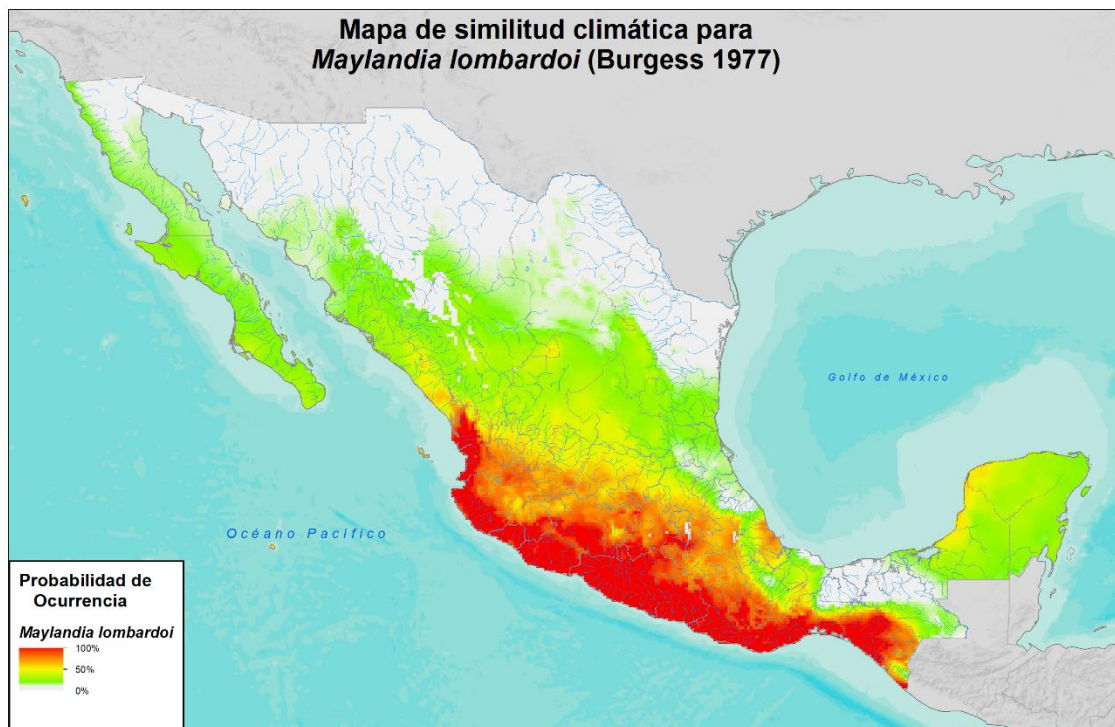 Mapa de similitud climática para
Maylandia lombardoi (Burgess 1977)
Golfo de México
Océano Pacífico
Probabilidad de
Ocurrencia
Maylandia lombardoi
100%
50%
0%